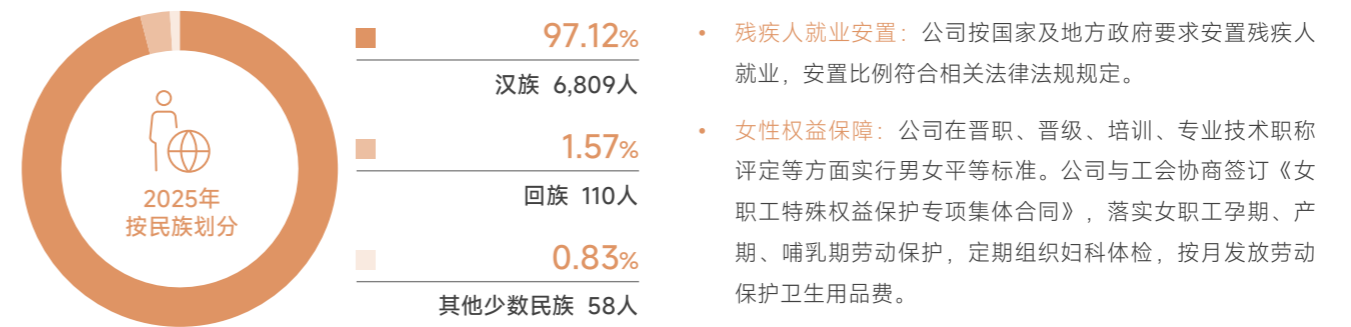 2025年
按民族划分
97.12%
汉族 6,809人
1.57%
回族 110人
0.83%
其他少数民族 58人
• 残疾人就业安置：公司按国家及地方政府要求安置残疾人
就业，安置比例符合相关法律法规规定。
• 女性权益保障：公司在晋职、晋级、培训、专业技术职称
评定等方面实行男女平等标准。公司与工会协商签订《女
职工特殊权益保护专项集体合同》，落实女职工孕期、产
期、哺乳期劳动保护，定期组织妇科体检，按月发放劳动
保护卫生用品费。